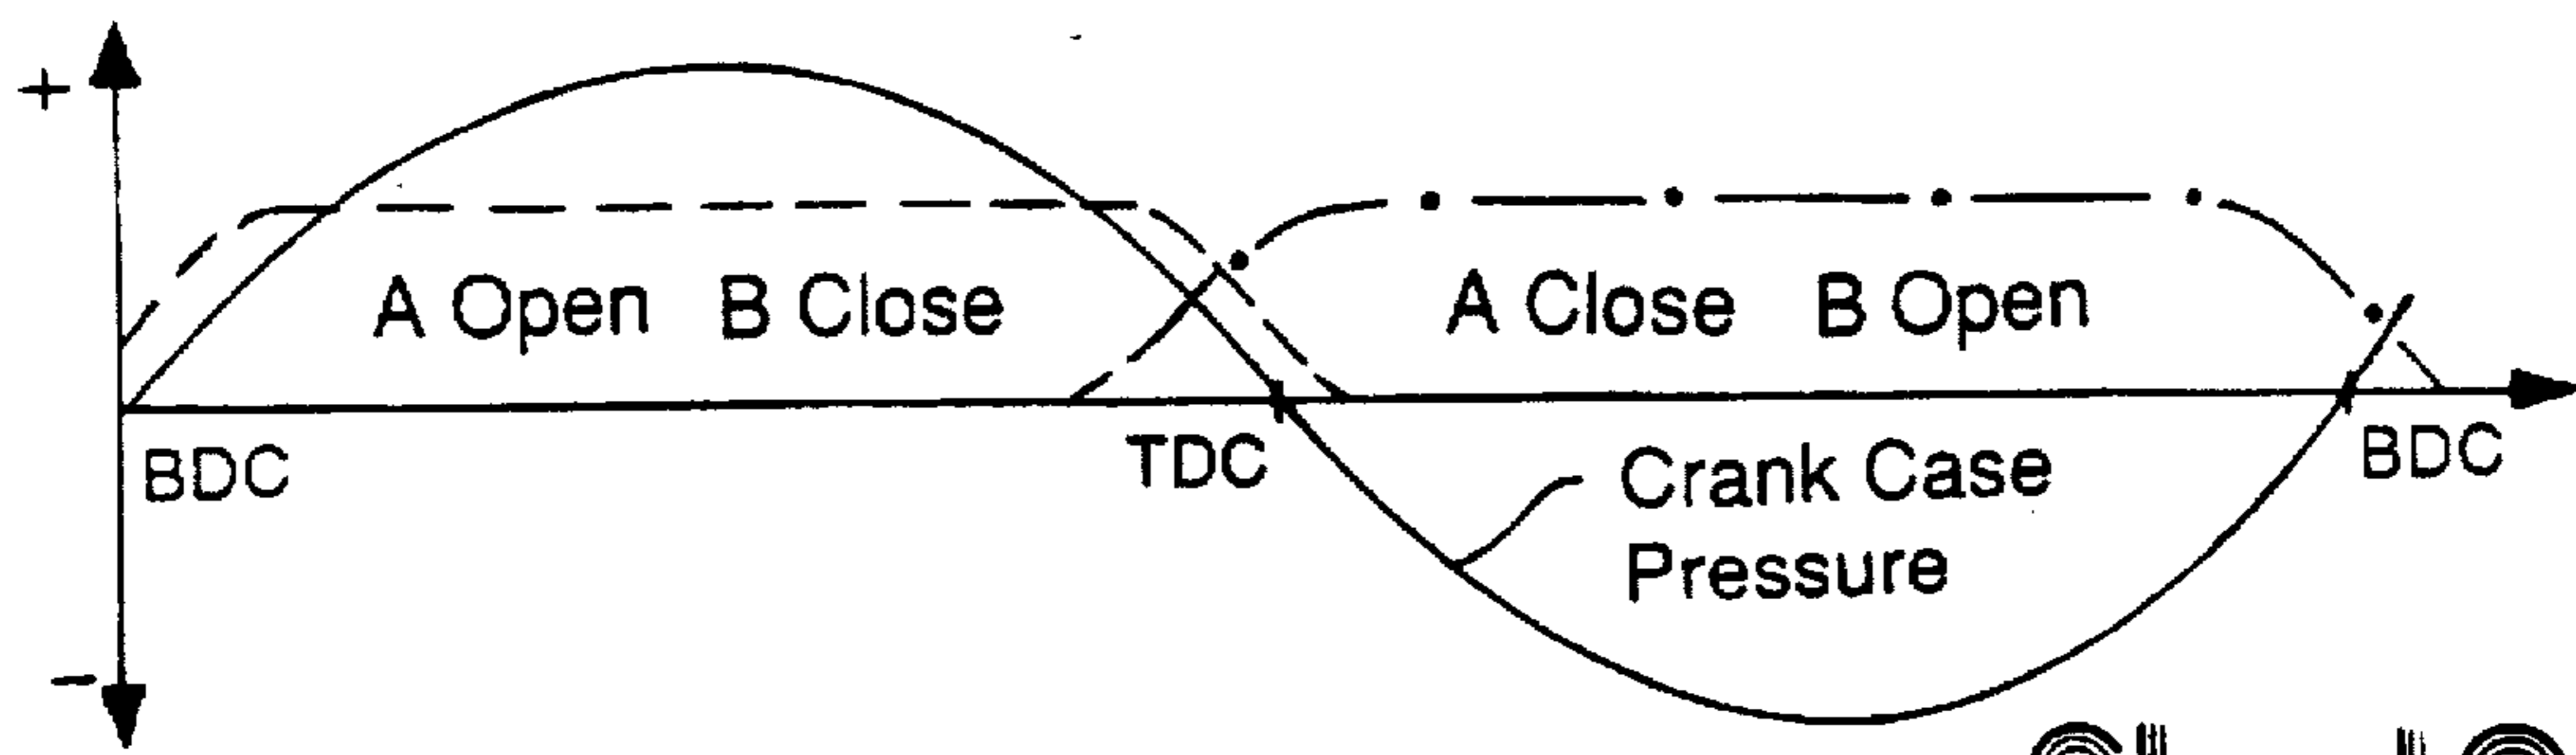 +
A Open B Close
A Close B Open
BDC
TDC
Crank Case
Pressure
BDC
-